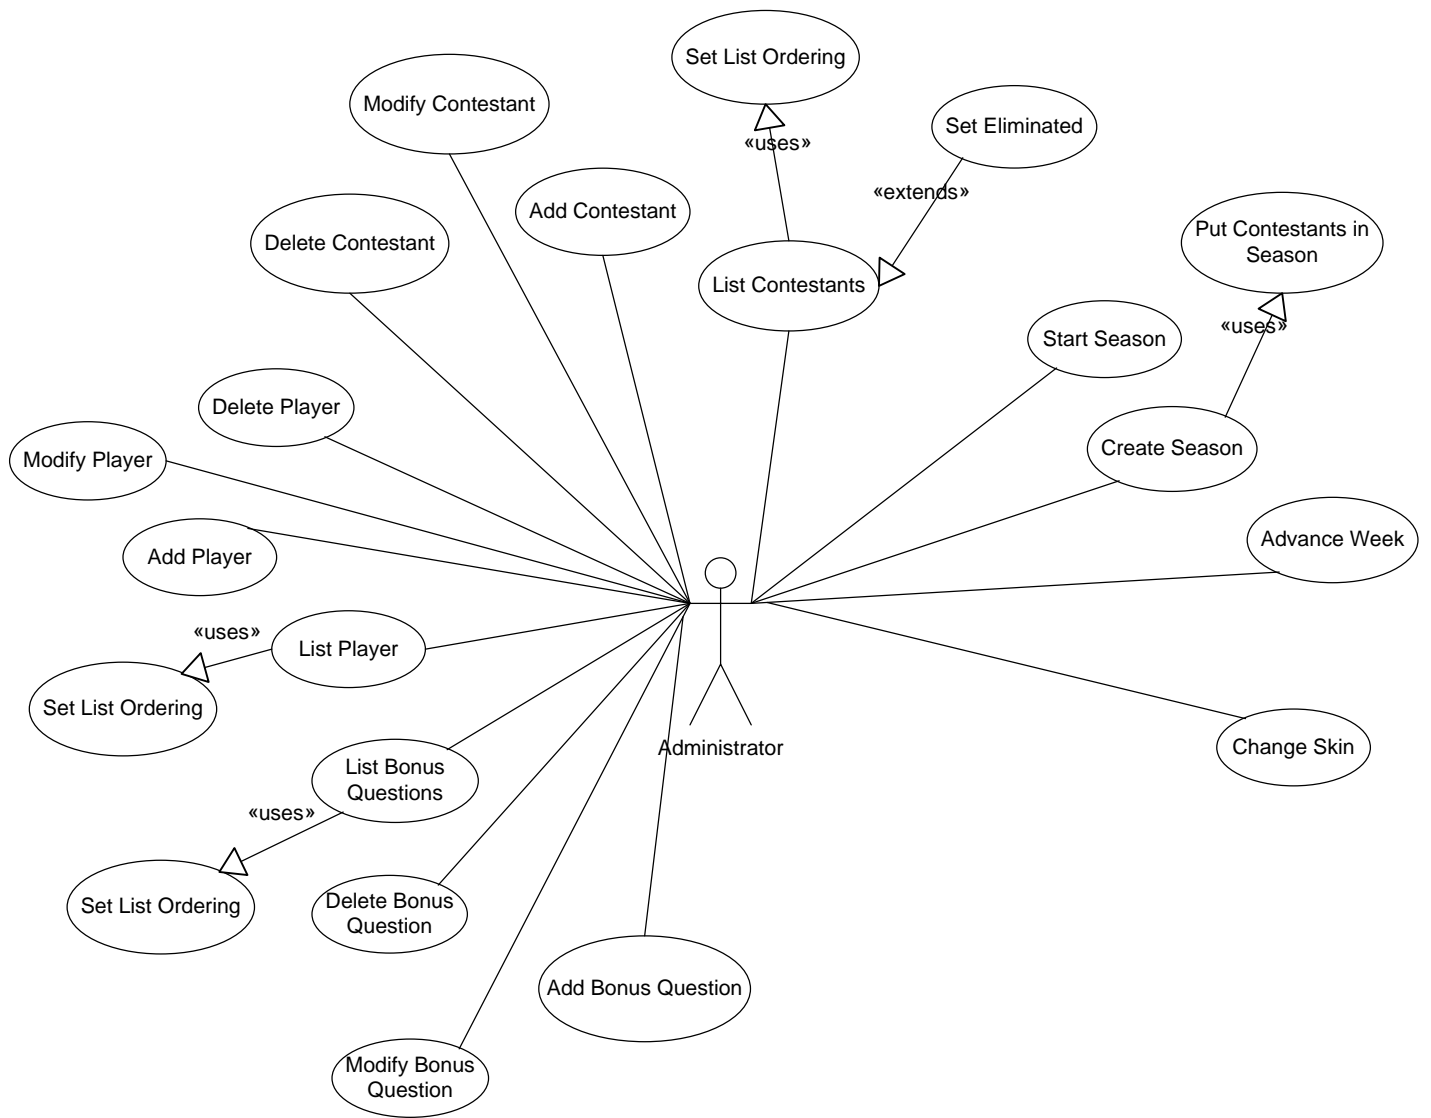 Set List Ordering
Modify Contestant
Set Eliminated
«uses»
«extends»
Add Contestant
Put Contestants in
Season
Delete Contestant
List Contestants
«uses»
Start Season
Delete Player
Create Season
Modify Player
Advance Week
Add Player
«uses»
List Player
Set List Ordering
Administrator
Change Skin
List Bonus
Questions
«uses»
Set List Ordering
Delete Bonus
Question
Add Bonus Question
Modify Bonus
Question